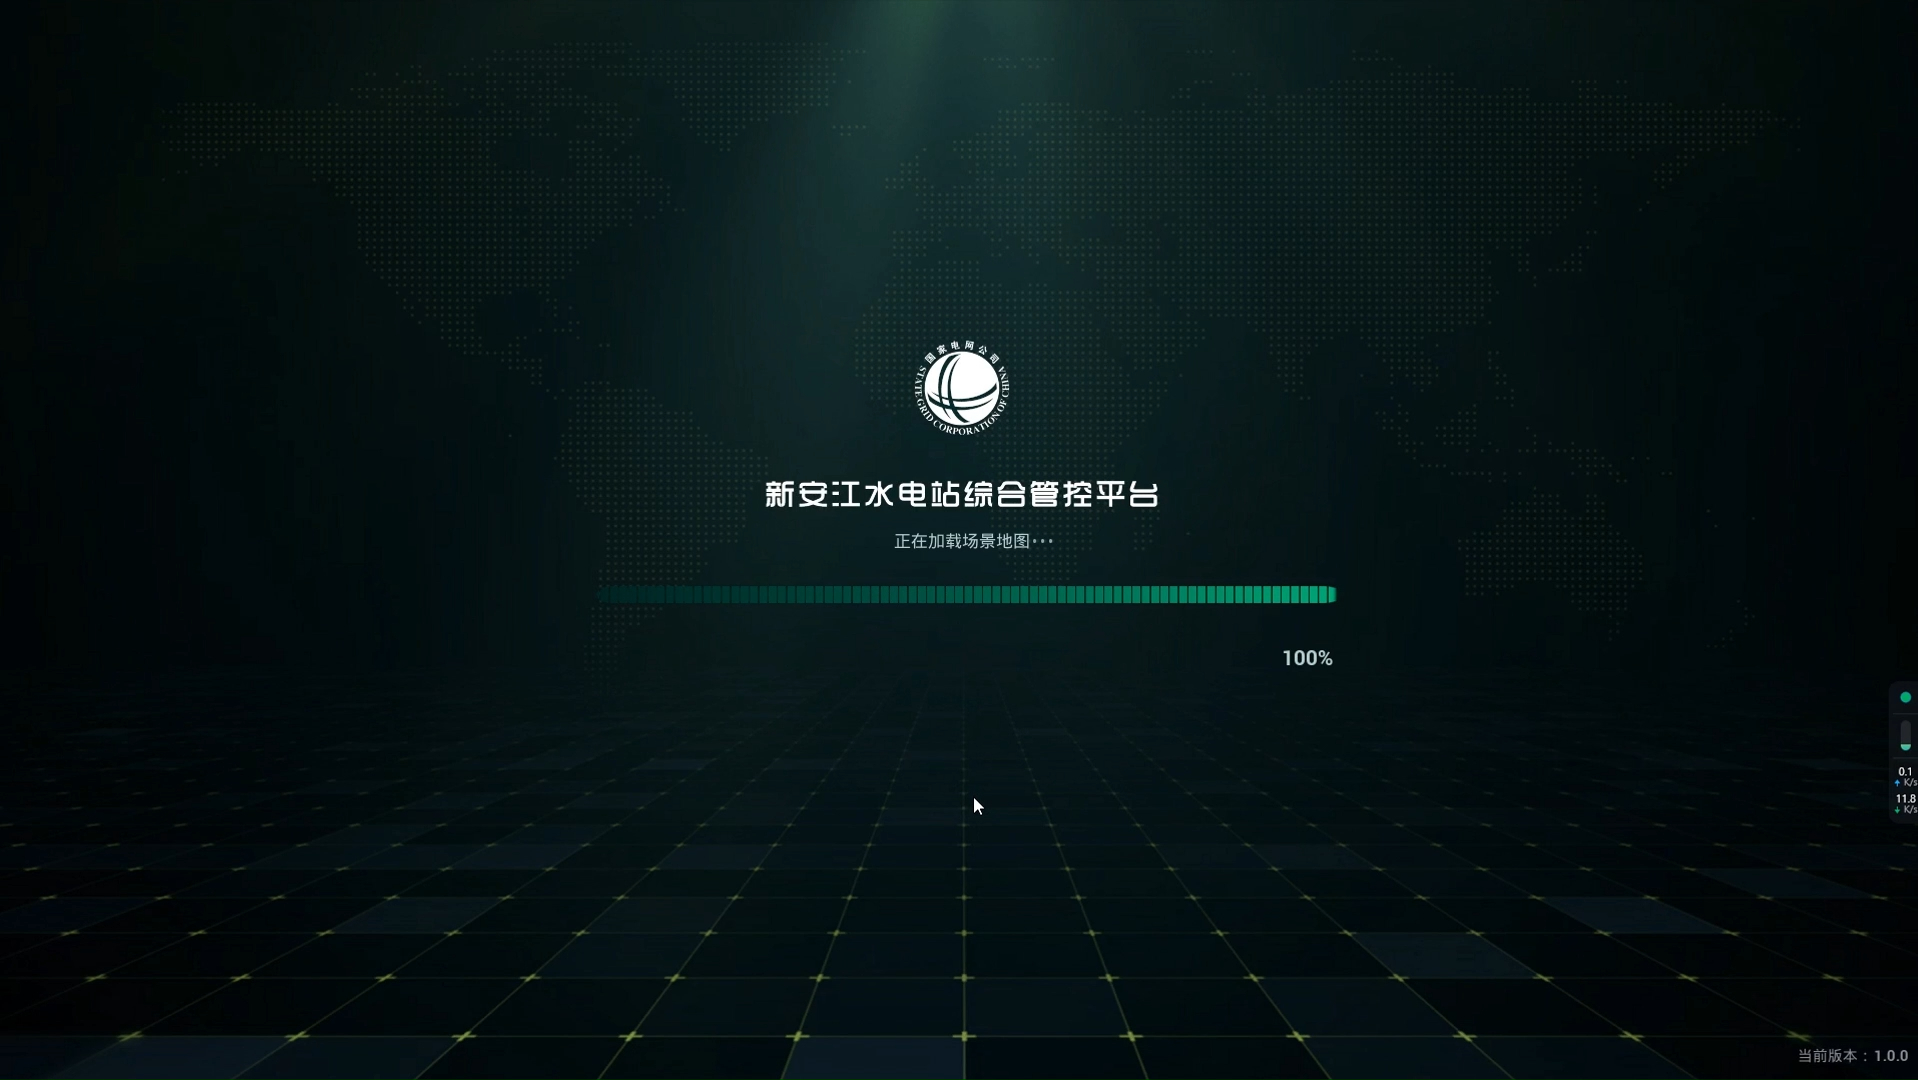 国家电网公司
STATE GRID CORPORATION OF CHINA
新安江水电站综合管控平台
正在加载场景地图···
100%
0.1
K/s
11.8
K/s
当前版本：1.0.0